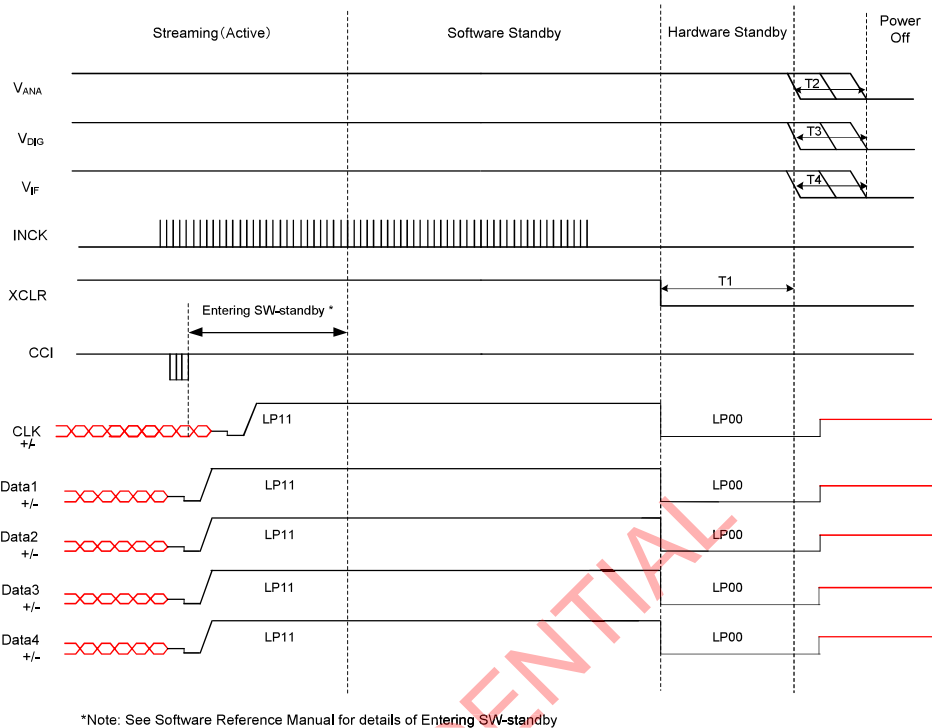 Streaming(Active) Software Standby Hardware Standby Power Off
VANA T2
VDIG T3
VIF T4
INCK
XCLR T1
Entering SW-standby *
CCI
CLK +/- LP11 LP00
Data1 +/- LP11 LP00
Data2 +/- LP11 LP00
Data3 +/- LP11 LP00
Data4 +/- LP11 LP00
ENTIAL
*Note: See Software Reference Manual for details of Entering SW-standby